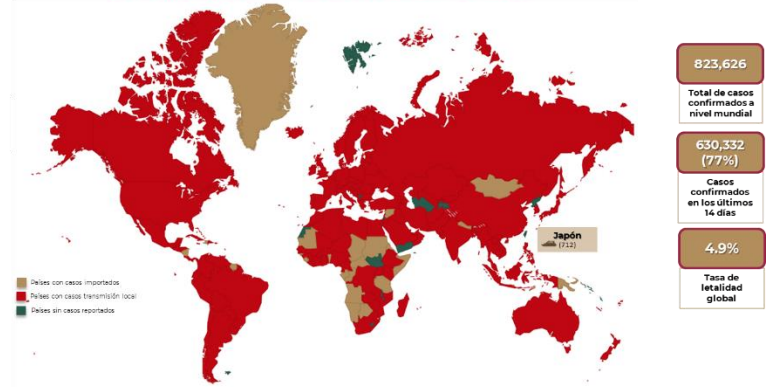 823,626
Total de casos
confirmados a
nivel mundial
630,332
(77%)
Casos
confirmados
en los últimos
14 días
Japón
(712)
4.9%
Tasa de
letalidad
global
Países con casos importados
Países con casos transmisión local
Países sin casos reportados